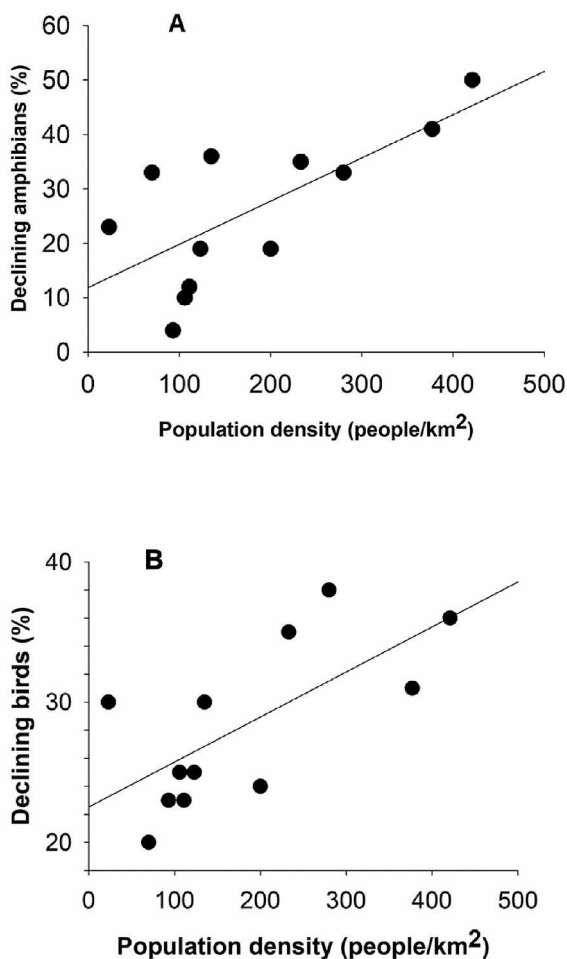 A
60
50
40
30
20
10
0
Declining amphibians (%)
0 100 200 300 400 500
Population density (people/km²)
B
40
30
20
Declining birds (%)
0 100 200 300 400 500
Population density (people/km²)